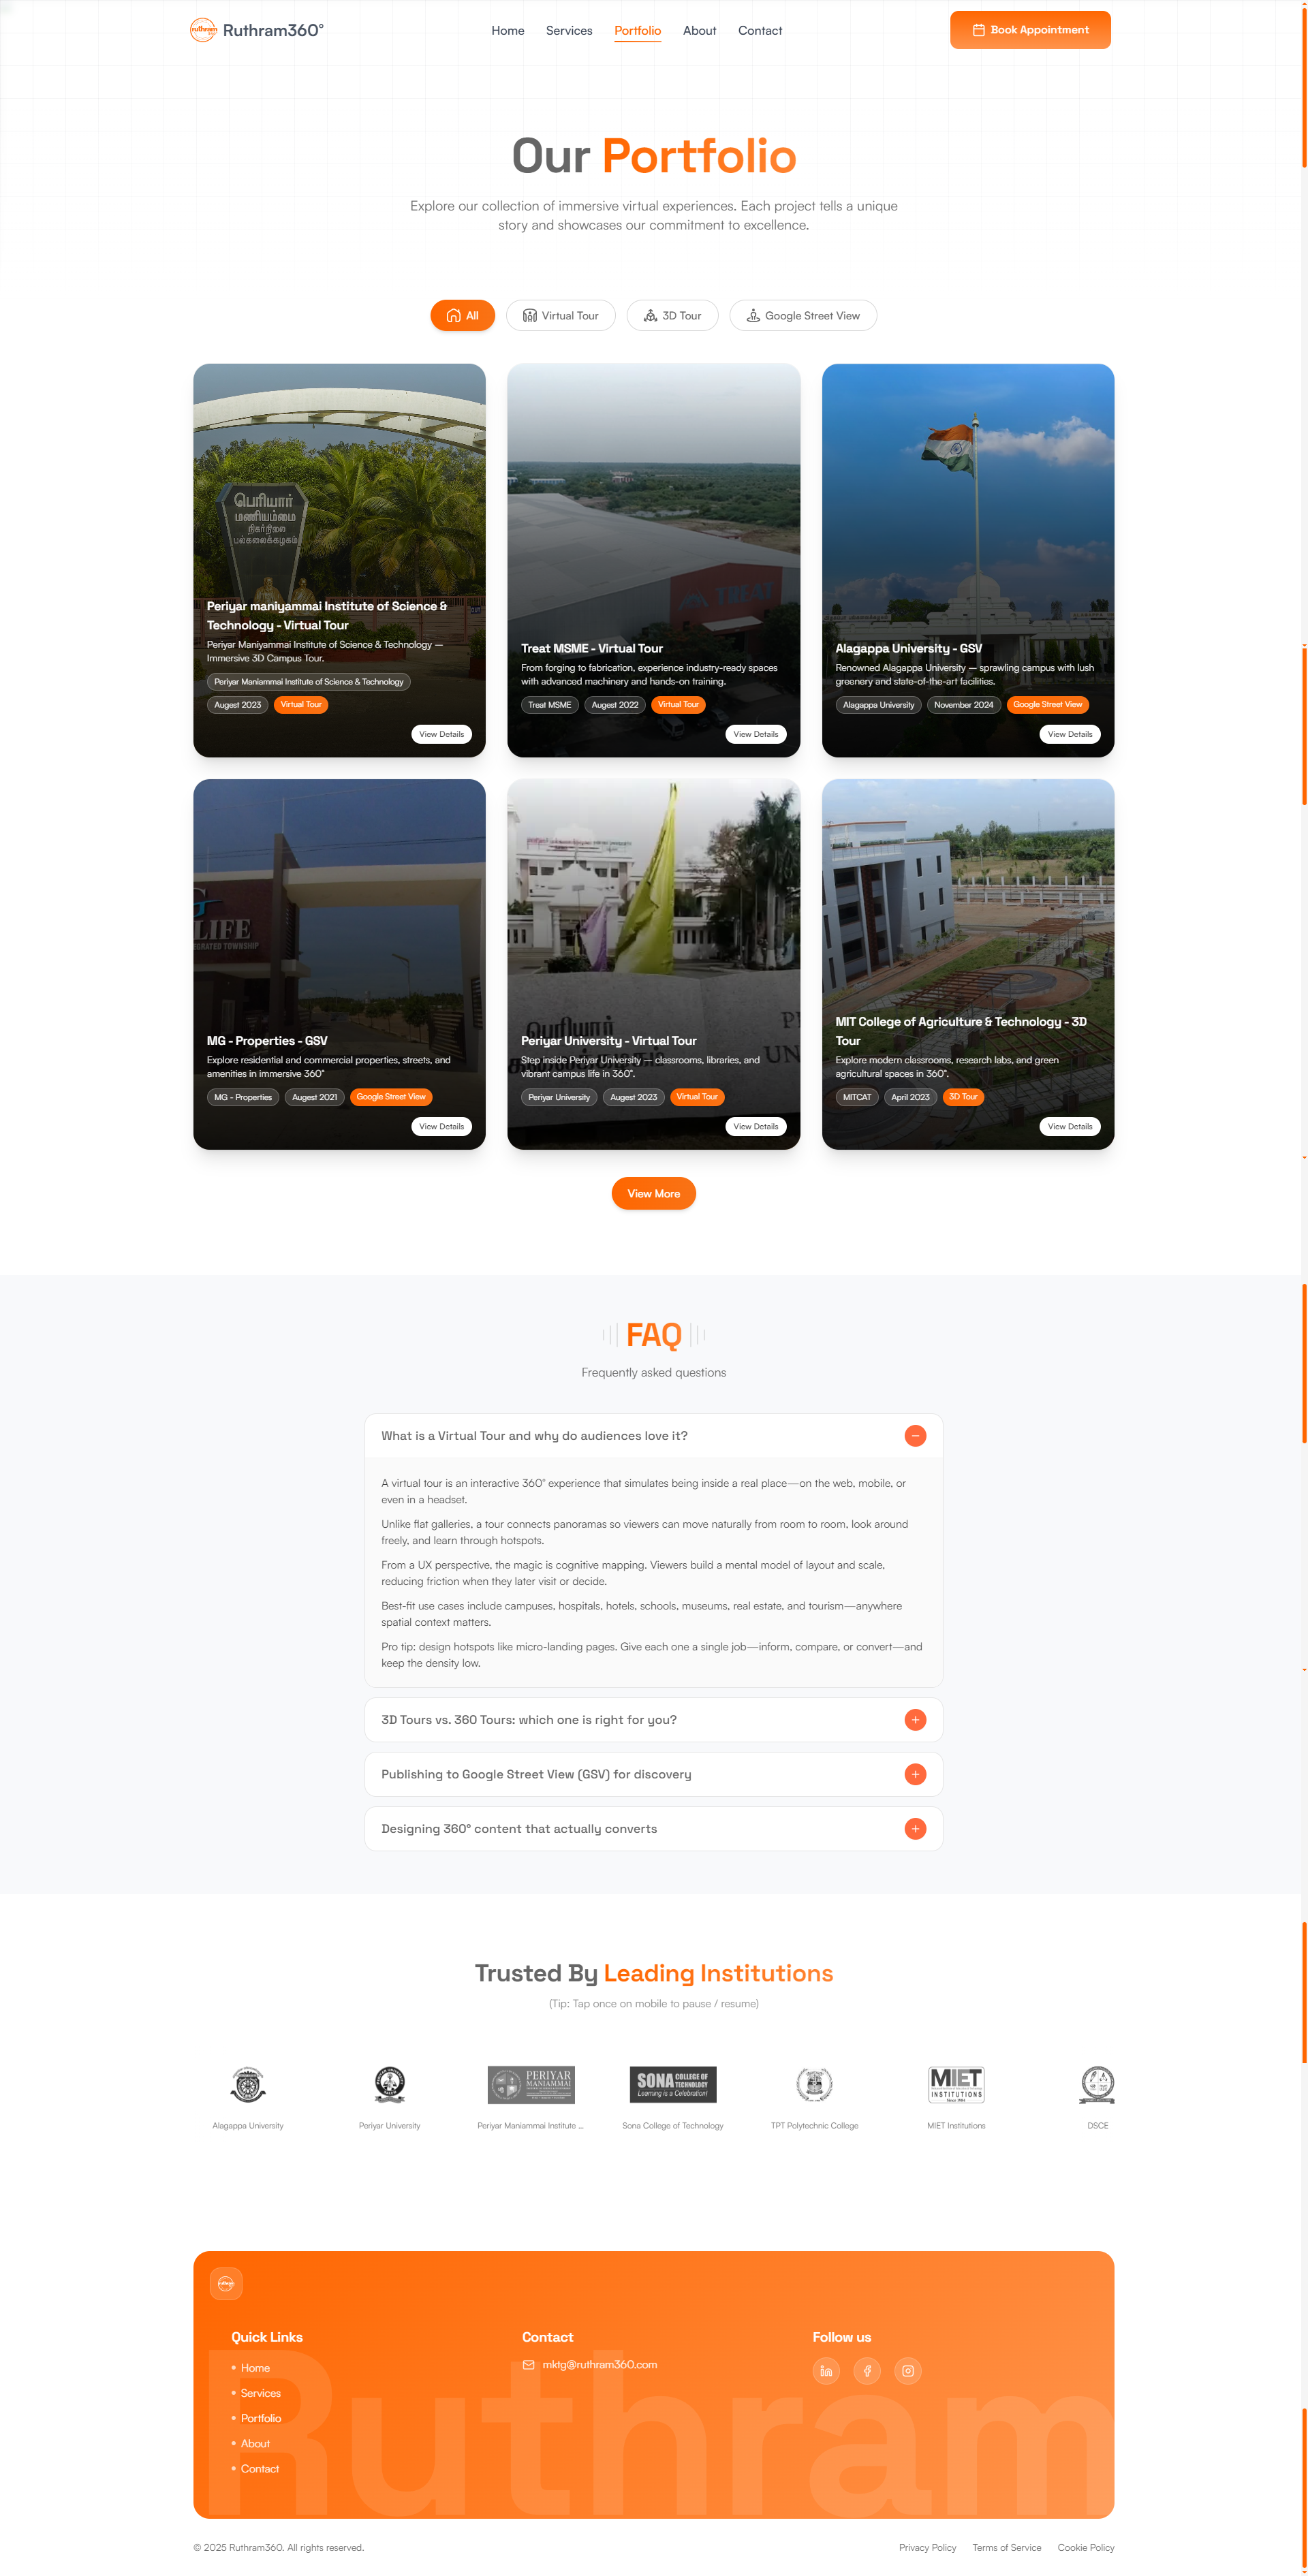 Ruthram360°
Home
Services
Portfolio
About
Contact
Book Appointment
Our Portfolio
Explore our collection of immersive virtual experiences. Each project tells a unique
story and showcases our commitment to excellence.
All
Virtual Tour
3D Tour
Google Street View
பெரியார்
மணியம்மை
நிகர்நிலை
பல்கலைக்கழகம்
Periyar maniyammai Institute of Science &
Technology - Virtual Tour
Periyar Maniyammai Institute of Science & Technology —
Immersive 3D Campus Tour.
Periyar Maniammai Institute of Science & Technology
Augest 2023
Virtual Tour
View Details
TREAT
Treat MSME - Virtual Tour
From forging to fabrication, experience industry-ready spaces
with advanced machinery and hands-on training.
Treat MSME
Augest 2022
Virtual Tour
View Details
Alagappa University - GSV
Renowned Alagappa University — sprawling campus with lush
greenery and state-of-the-art facilities.
Alagappa University
November 2024
Google Street View
View Details
LIFE
EGRATED TOWNSHIP
MG - Properties - GSV
Explore residential and commercial properties, streets, and
amenities in immersive 360°
MG - Properties
Augest 2021
Google Street View
View Details
பெரியார்
Periyar University - Virtual Tour
Step inside Periyar University — classrooms, libraries, and
vibrant campus life in 360°.
Periyar University
Augest 2023
Virtual Tour
View Details
MIT College of Agriculture & Technology - 3D
Tour
Explore modern classrooms, research labs, and green
agricultural spaces in 360°.
MITCAT
April 2023
3D Tour
View Details
View More
FAQ
Frequently asked questions
What is a Virtual Tour and why do audiences love it?
A virtual tour is an interactive 360° experience that simulates being inside a real place—on the web, mobile, or
even in a headset.
Unlike flat galleries, a tour connects panoramas so viewers can move naturally from room to room, look around
freely, and learn through hotspots.
From a UX perspective, the magic is cognitive mapping. Viewers build a mental model of layout and scale,
reducing friction when they later visit or decide.
Best-fit use cases include campuses, hospitals, hotels, schools, museums, real estate, and tourism—anywhere
spatial context matters.
Pro tip: design hotspots like micro-landing pages. Give each one a single job—inform, compare, or convert—and
keep the density low.
3D Tours vs. 360 Tours: which one is right for you?
Publishing to Google Street View (GSV) for discovery
Designing 360° content that actually converts
Trusted By Leading Institutions
(Tip: Tap once on mobile to pause / resume)
PERIYAR
MANIAMMAI
SONA COLLEGE OF
TECHNOLOGY
Learning is a Celebration!
MIET
INSTITUTIONS
Alagappa University
Periyar University
Periyar Maniammai Institute ...
Sona College of Technology
TPT Polytechnic College
MIET Institutions
DSCE
Quick Links
Home
Services
Portfolio
About
Contact
Contact
mktg@ruthram360.com
Follow us
Ruthram
© 2025 Ruthram360. All rights reserved.
Privacy Policy
Terms of Service
Cookie Policy